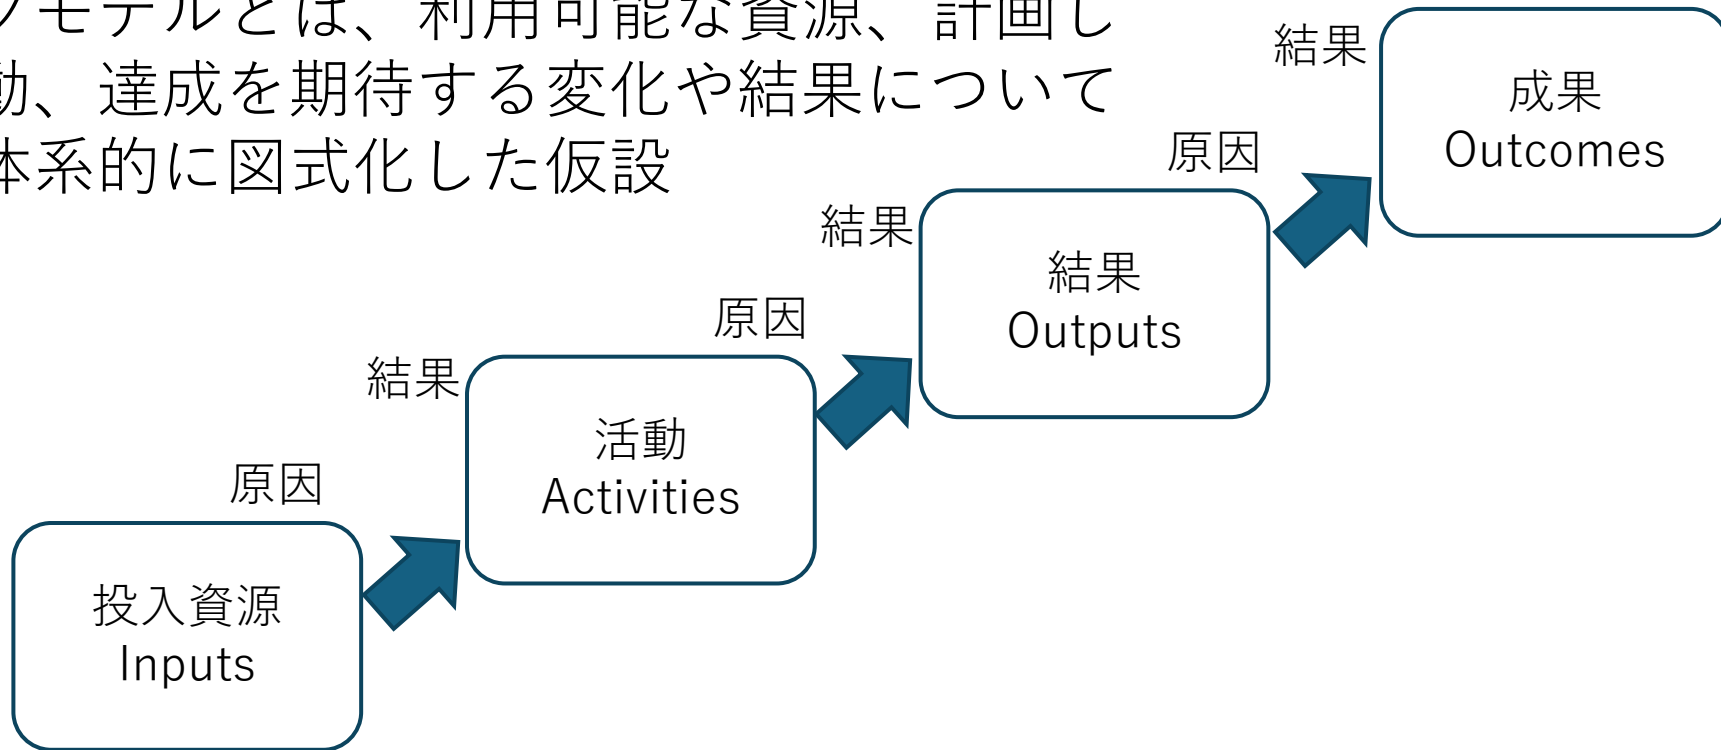 クモデルとは、利用可能な資源、計画し
動、達成を期待する変化や結果について
体系的に図式化した仮設
結果
成果
Outcomes
原因
結果
結果
Outputs
原因
結果
活動
Activities
原因
投入資源
Inputs